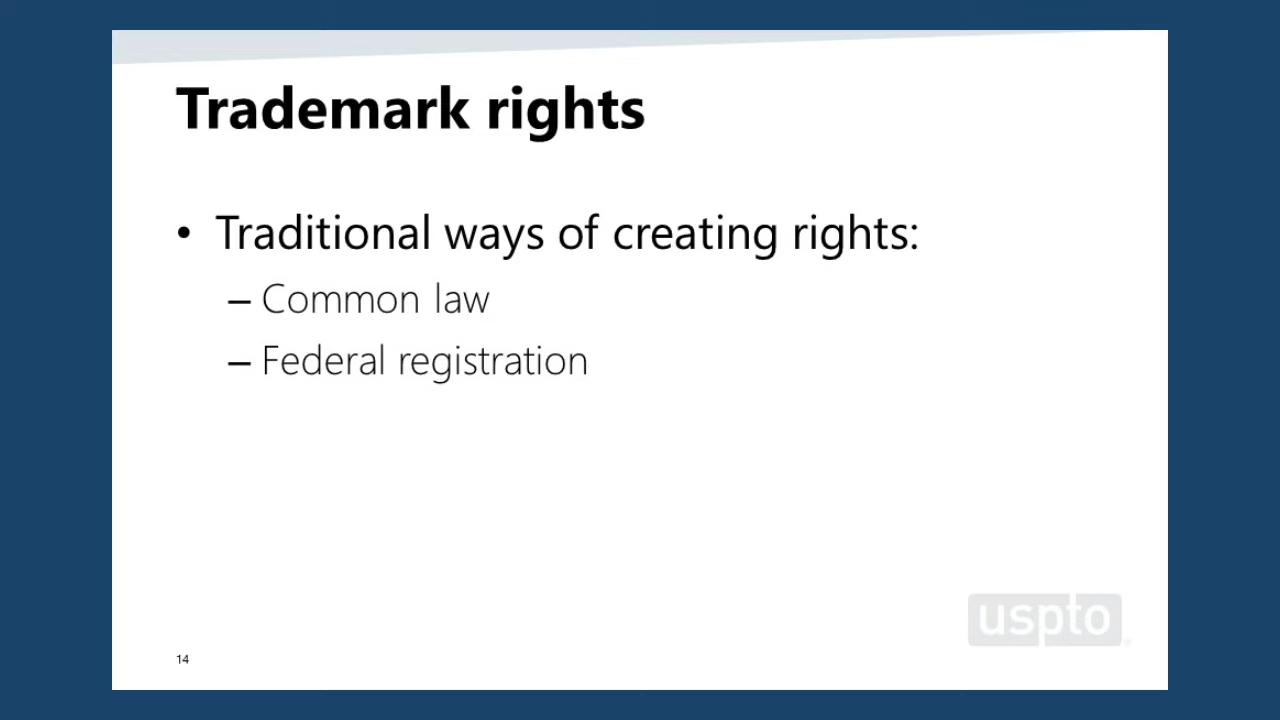 Trademark rights
• Traditional ways of creating rights:
– Common law
– Federal registration
uspto
14